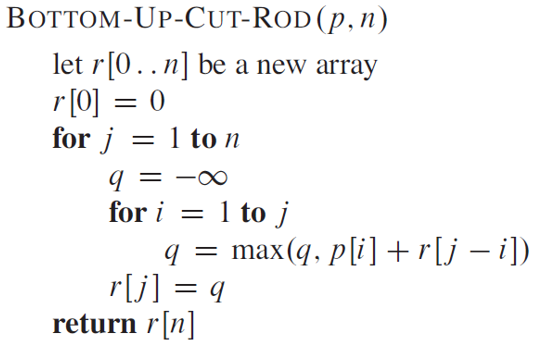 BOTTOM-UP-CUT-ROD(p, n)
let r[0..n] be a new array
r[0] = 0
for j = 1 to n
q = −∞
for i = 1 to j
q = max(q, p[i] + r[j − i])
r[j] = q
return r[n]